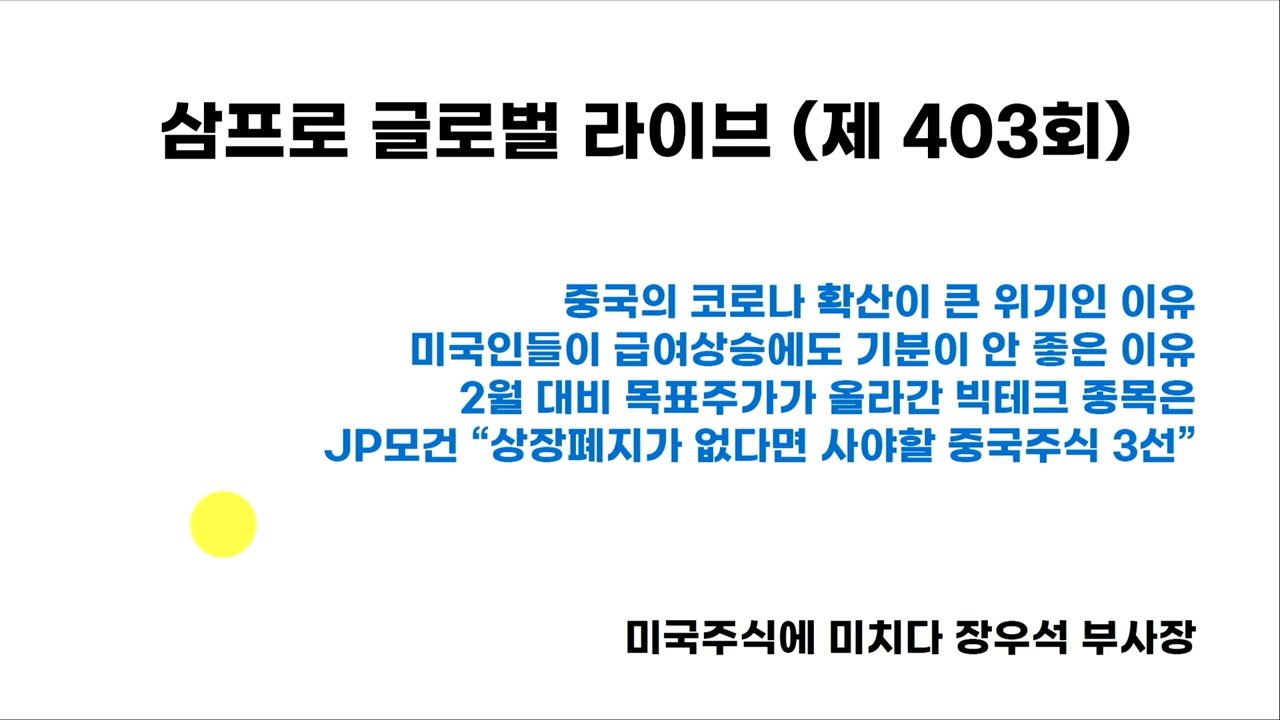 삼프로 글로벌 라이브 (제 403회)
중국의 코로나 확산이 큰 위기인 이유
미국인들이 급여상승에도 기분이 안 좋은 이유
2월 대비 목표주가가 올라간 빅테크 종목은
JP모건 “상장폐지가 없다면 사야할 중국주식 3선”
미국주식에 미치다 장우석 부사장